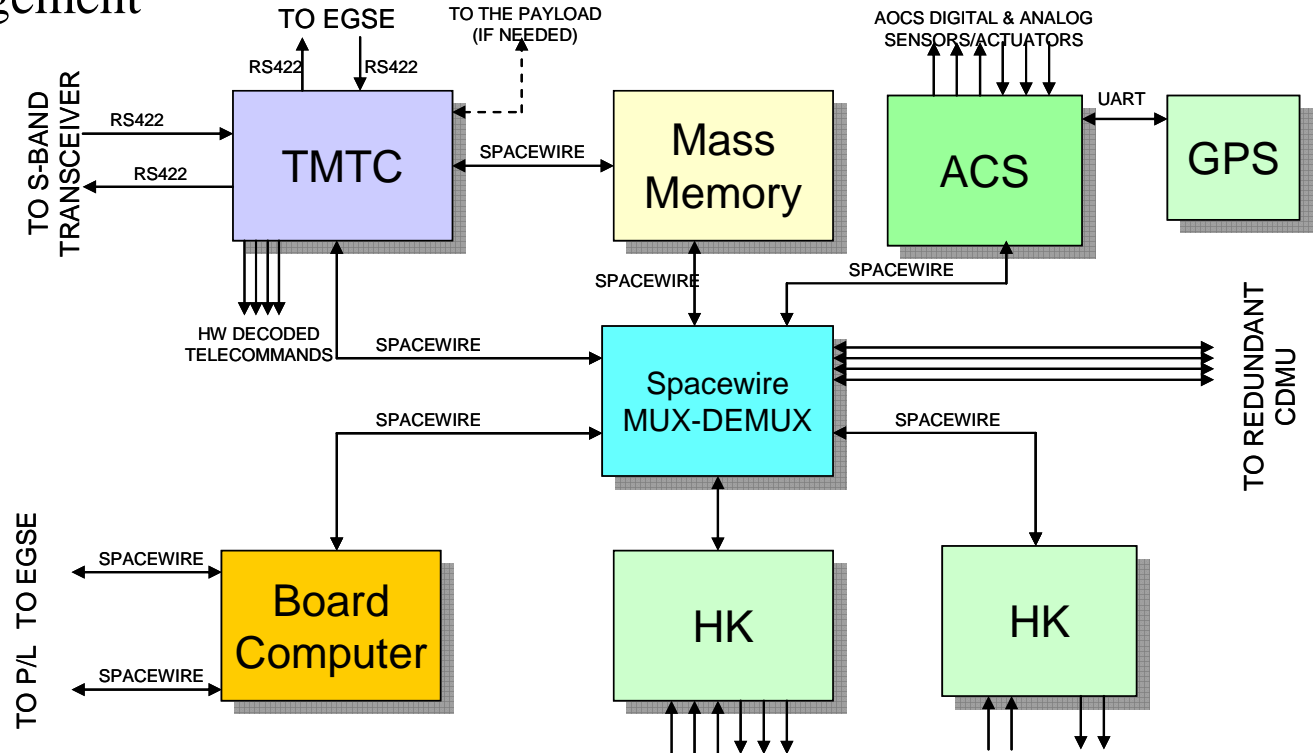 TO EGSE
TO THE PAYLOAD
(IF NEEDED)
AOCS DIGITAL & ANALOG
SENSORS/ACTUATORS
RS422
RS422
TO S-BAND
TRANSCEIVER
RS422
RS422
TMTC
SPACEWIRE
Mass
Memory
ACS
UART
GPS
HW DECODED
TELECOMMANDS
SPACEWIRE
SPACEWIRE
SPACEWIRE
Spacewire
MUX-DEMUX
TO REDUNDANT
CDMU
SPACEWIRE
SPACEWIRE
TO P/L TO EGSE
SPACEWIRE
SPACEWIRE
Board
Computer
HK
HK